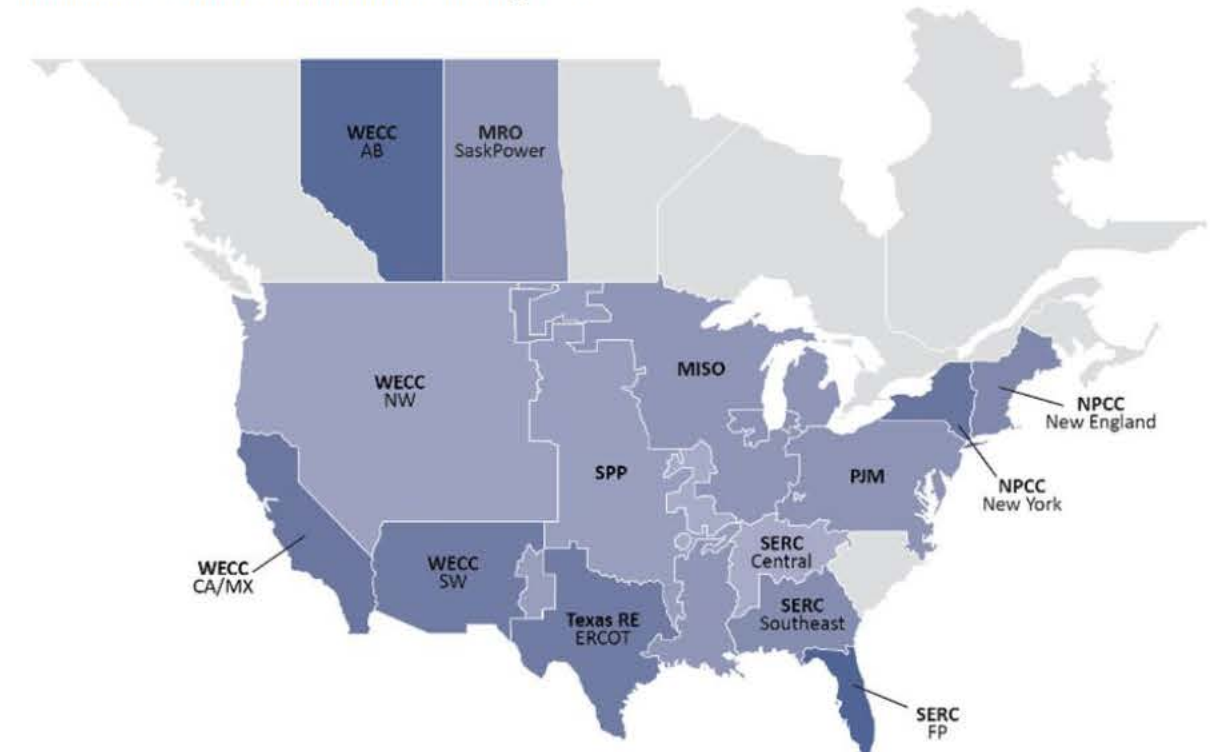 WECC
AB
MRO
SaskPower
WECC
NW
MISO
NPCC
New England
SPP
PJM
NPCC
New York
WECC
CA/MX
WECC
SW
SERC
Central
Texas RE
ERCOT
SERC
Southeast
SERC
FP